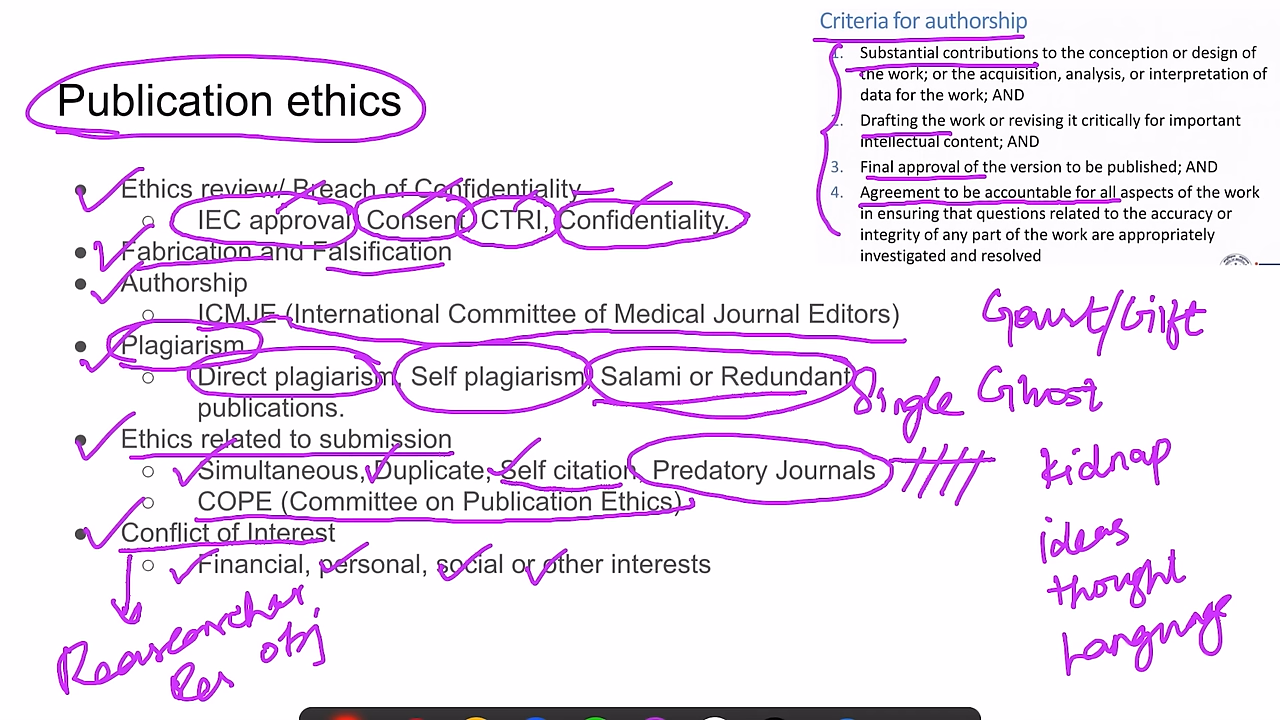 Publication ethics
Ethics review/ Breach of Confidentiality
IEC approval, Consent, CTRI, Confidentiality.
Fabrication and Falsification
Authorship
ICMJE (International Committee of Medical Journal Editors)
Plagiarism
Direct plagiarism, Self plagiarism, Salami or Redundant
publications.
Ethics related to submission
Simultaneous, Duplicate, Self citation, Predatory Journals
COPE (Committee on Publication Ethics)
Conflict of Interest
Financial, personal, social or other interests
Criteria for authorship
1. Substantial contributions to the conception or design of
the work; or the acquisition, analysis, or interpretation of
data for the work; AND
2. Drafting the work or revising it critically for important
intellectual content; AND
3. Final approval of the version to be published; AND
4. Agreement to be accountable for all aspects of the work
in ensuring that questions related to the accuracy or
integrity of any part of the work are appropriately
investigated and resolved
/Gift
Single Ghost
kidnap
ideas
thought
Language
obj
Res